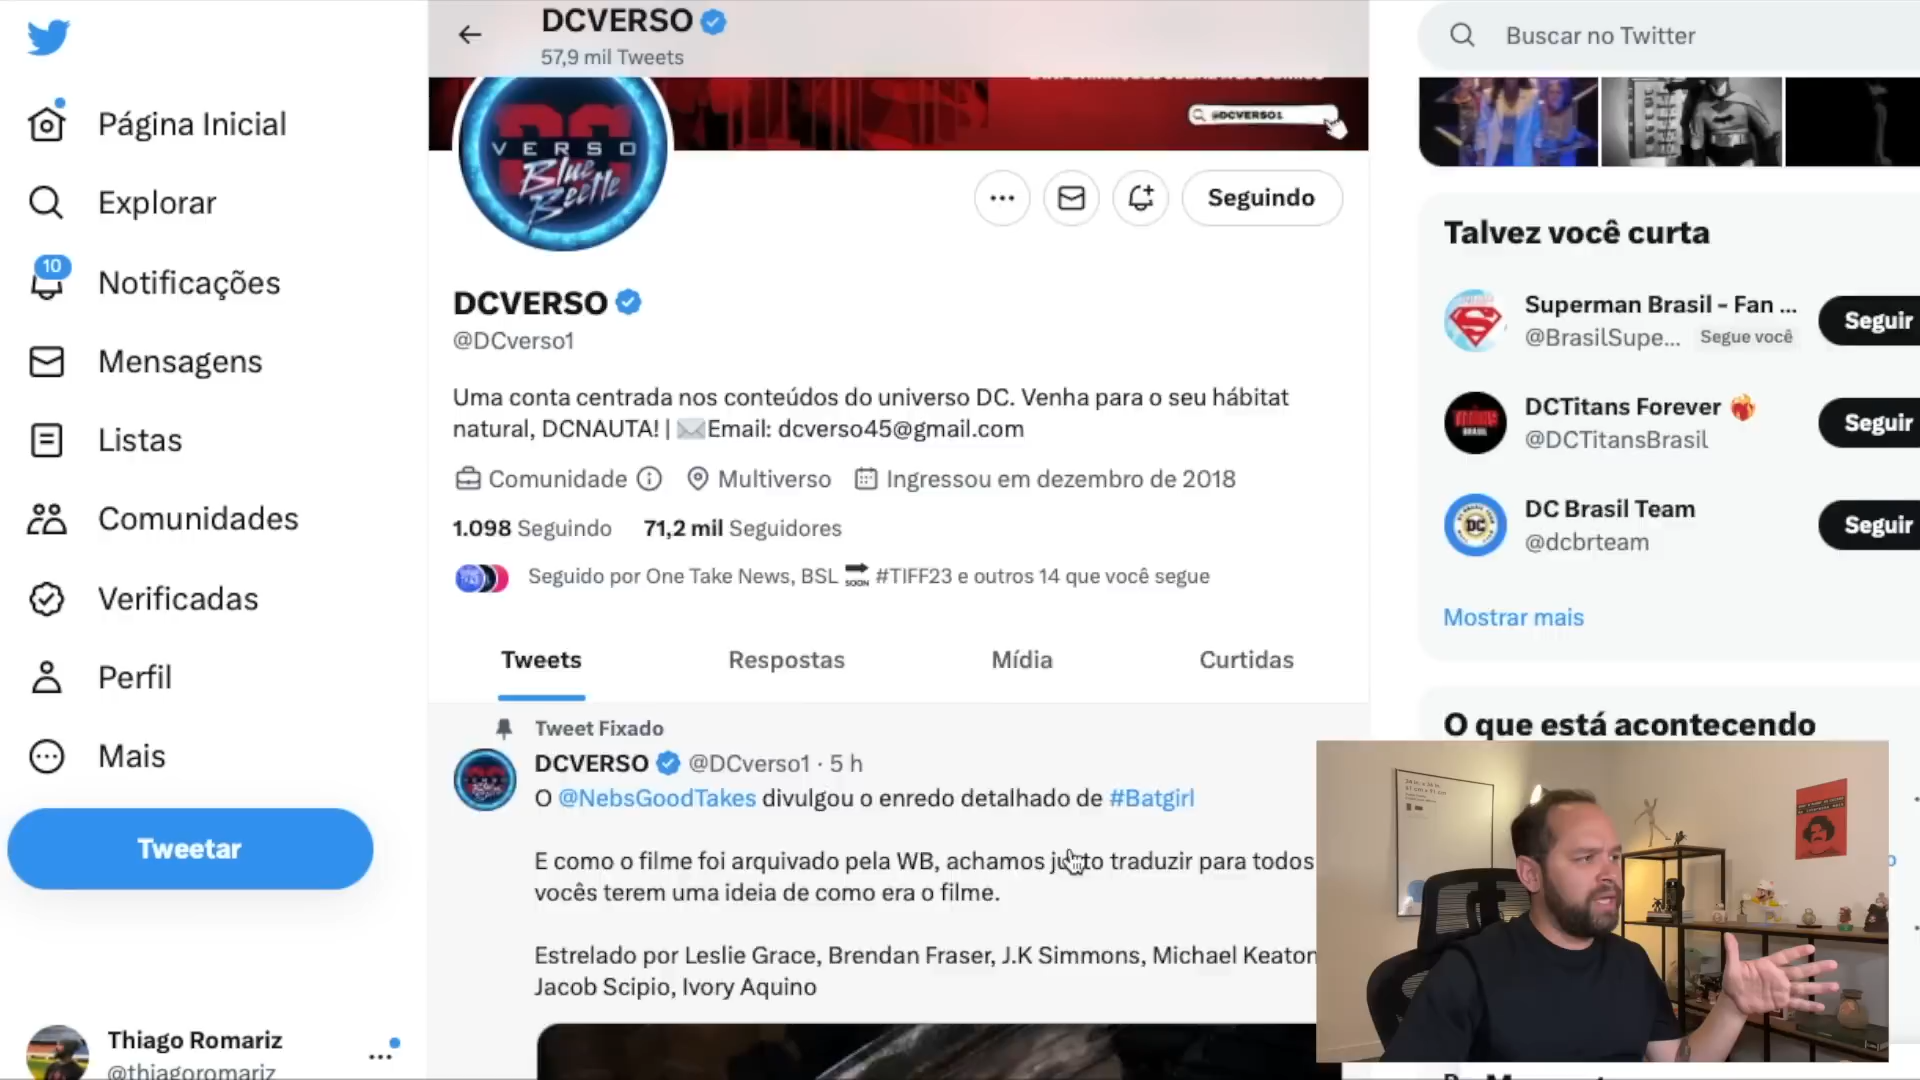 Página Inicial
Explorar
10
Notificações
Mensagens
Listas
Comunidades
Verificadas
Perfil
Mais
Tweetar
Thiago Romariz
@thiagoromariz
DCVERSO
57,9 mil Tweets
@DCVERSO1
VERSO
Blue
Beetle
Seguindo
DCVERSO
@DCverso1
Uma conta centrada nos conteúdos do universo DC. Venha para o seu hábitat
natural, DCNAUTA! | Email: dcverso45@gmail.com
Comunidade Multiverso Ingressou em dezembro de 2018
1.098 Seguindo 71,2 mil Seguidores
Seguido por One Take News, BSL SOON #TIFF23 e outros 14 que você segue
Tweets Respostas Mídia Curtidas
Tweet Fixado
DCVERSO @DCverso1 · 5 h
O @NebsGoodTakes divulgou o enredo detalhado de #Batgirl
E como o filme foi arquivado pela WB, achamos justo traduzir para todos
vocês terem uma ideia de como era o filme.
Estrelado por Leslie Grace, Brendan Fraser, J.K Simmons, Michael Keaton
Jacob Scipio, Ivory Aquino
Buscar no Twitter
Talvez você curta
Superman Brasil - Fan ...
@BrasilSupe... Segue você
Seguir
DCTitans Forever
@DCTitansBrasil
Seguir
DC
DC Brasil Team
@dcbrteam
Seguir
Mostrar mais
O que está acontecendo